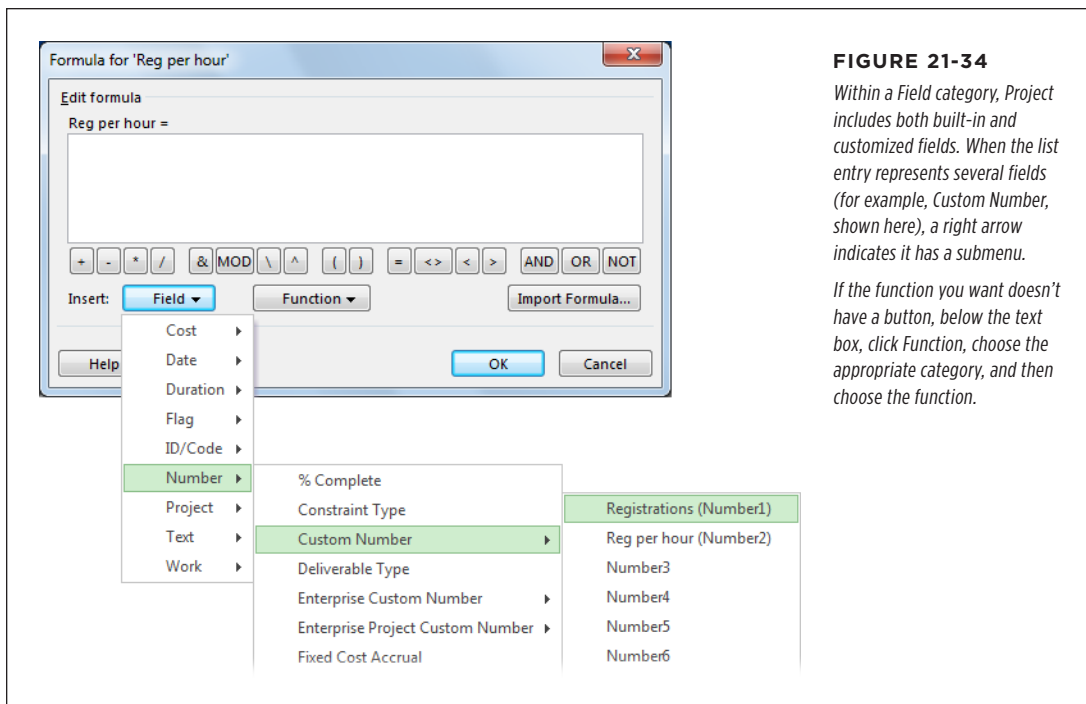 Formula for 'Reg per hour'
Edit formula
Reg per hour =
+ - * / & MOD \ ^ ( ) = <> < > AND OR NOT
Insert: Field Function Import Formula...
Help OK Cancel
Cost
Date
Duration
Flag
ID/Code
Number
Project
Text
Work
% Complete
Constraint Type
Custom Number
Deliverable Type
Enterprise Custom Number
Enterprise Project Custom Number
Fixed Cost Accrual
Registrations (Number1)
Reg per hour (Number2)
Number3
Number4
Number5
Number6
FIGURE 21-34
Within a Field category, Project
includes both built-in and
customized fields. When the list
entry represents several fields
(for example, Custom Number,
shown here), a right arrow
indicates it has a submenu.
If the function you want doesn't
have a button, below the text
box, click Function, choose the
appropriate category, and then
choose the function.